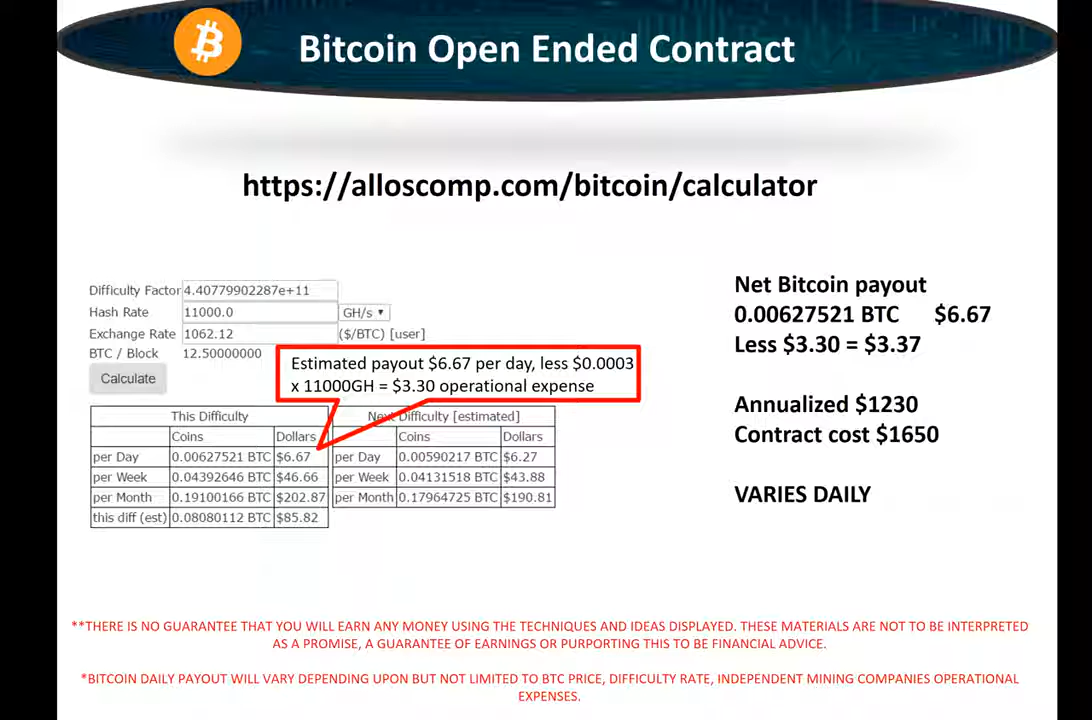 Bitcoin Open Ended Contract
https://alloscomp.com/bitcoin/calculator
Difficulty Factor 4.40779902287e+11
Hash Rate 11000.0 GH/s
Exchange Rate 1062.12 ($/BTC) [user]
BTC / Block 12.50000000
Calculate
Estimated payout $6.67 per day, less $0.0003
x 11000GH = $3.30 operational expense
This Difficulty
Coins Dollars
per Day 0.00627521 BTC $6.67
per Week 0.04392646 BTC $46.66
per Month 0.19100166 BTC $202.87
this diff (est) 0.08080112 BTC $85.82
Next Difficulty [estimated]
Coins Dollars
per Day 0.00590217 BTC $6.27
per Week 0.04131518 BTC $43.88
per Month 0.17964725 BTC $190.81
Net Bitcoin payout
0.00627521 BTC $6.67
Less $3.30 = $3.37
Annualized $1230
Contract cost $1650
VARIES DAILY
**THERE IS NO GUARANTEE THAT YOU WILL EARN ANY MONEY USING THE TECHNIQUES AND IDEAS DISPLAYED. THESE MATERIALS ARE NOT TO BE INTERPRETED
AS A PROMISE, A GUARANTEE OF EARNINGS OR PURPORTING THIS TO BE FINANCIAL ADVICE.
*BITCOIN DAILY PAYOUT WILL VARY DEPENDING UPON BUT NOT LIMITED TO BTC PRICE, DIFFICULTY RATE, INDEPENDENT MINING COMPANIES OPERATIONAL
EXPENSES.